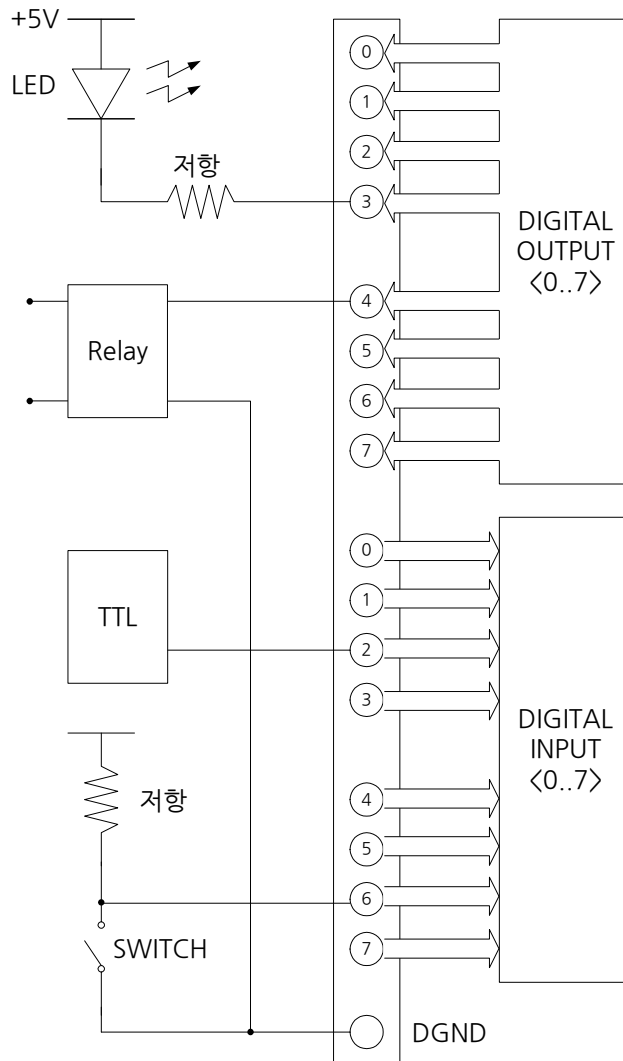 +5V
LED
저항
0
1
2
3
DIGITAL
OUTPUT
<0..7>
Relay
4
5
6
7
TTL
0
1
2
3
DIGITAL
INPUT
<0..7>
저항
4
5
6
7
SWITCH
DGND